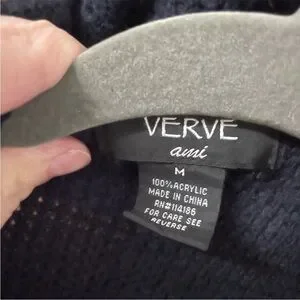 VERVE
ami
M
100% ACRYLIC
MADE IN CHINA
RN#114186
FOR CARE SEE
REVERSE